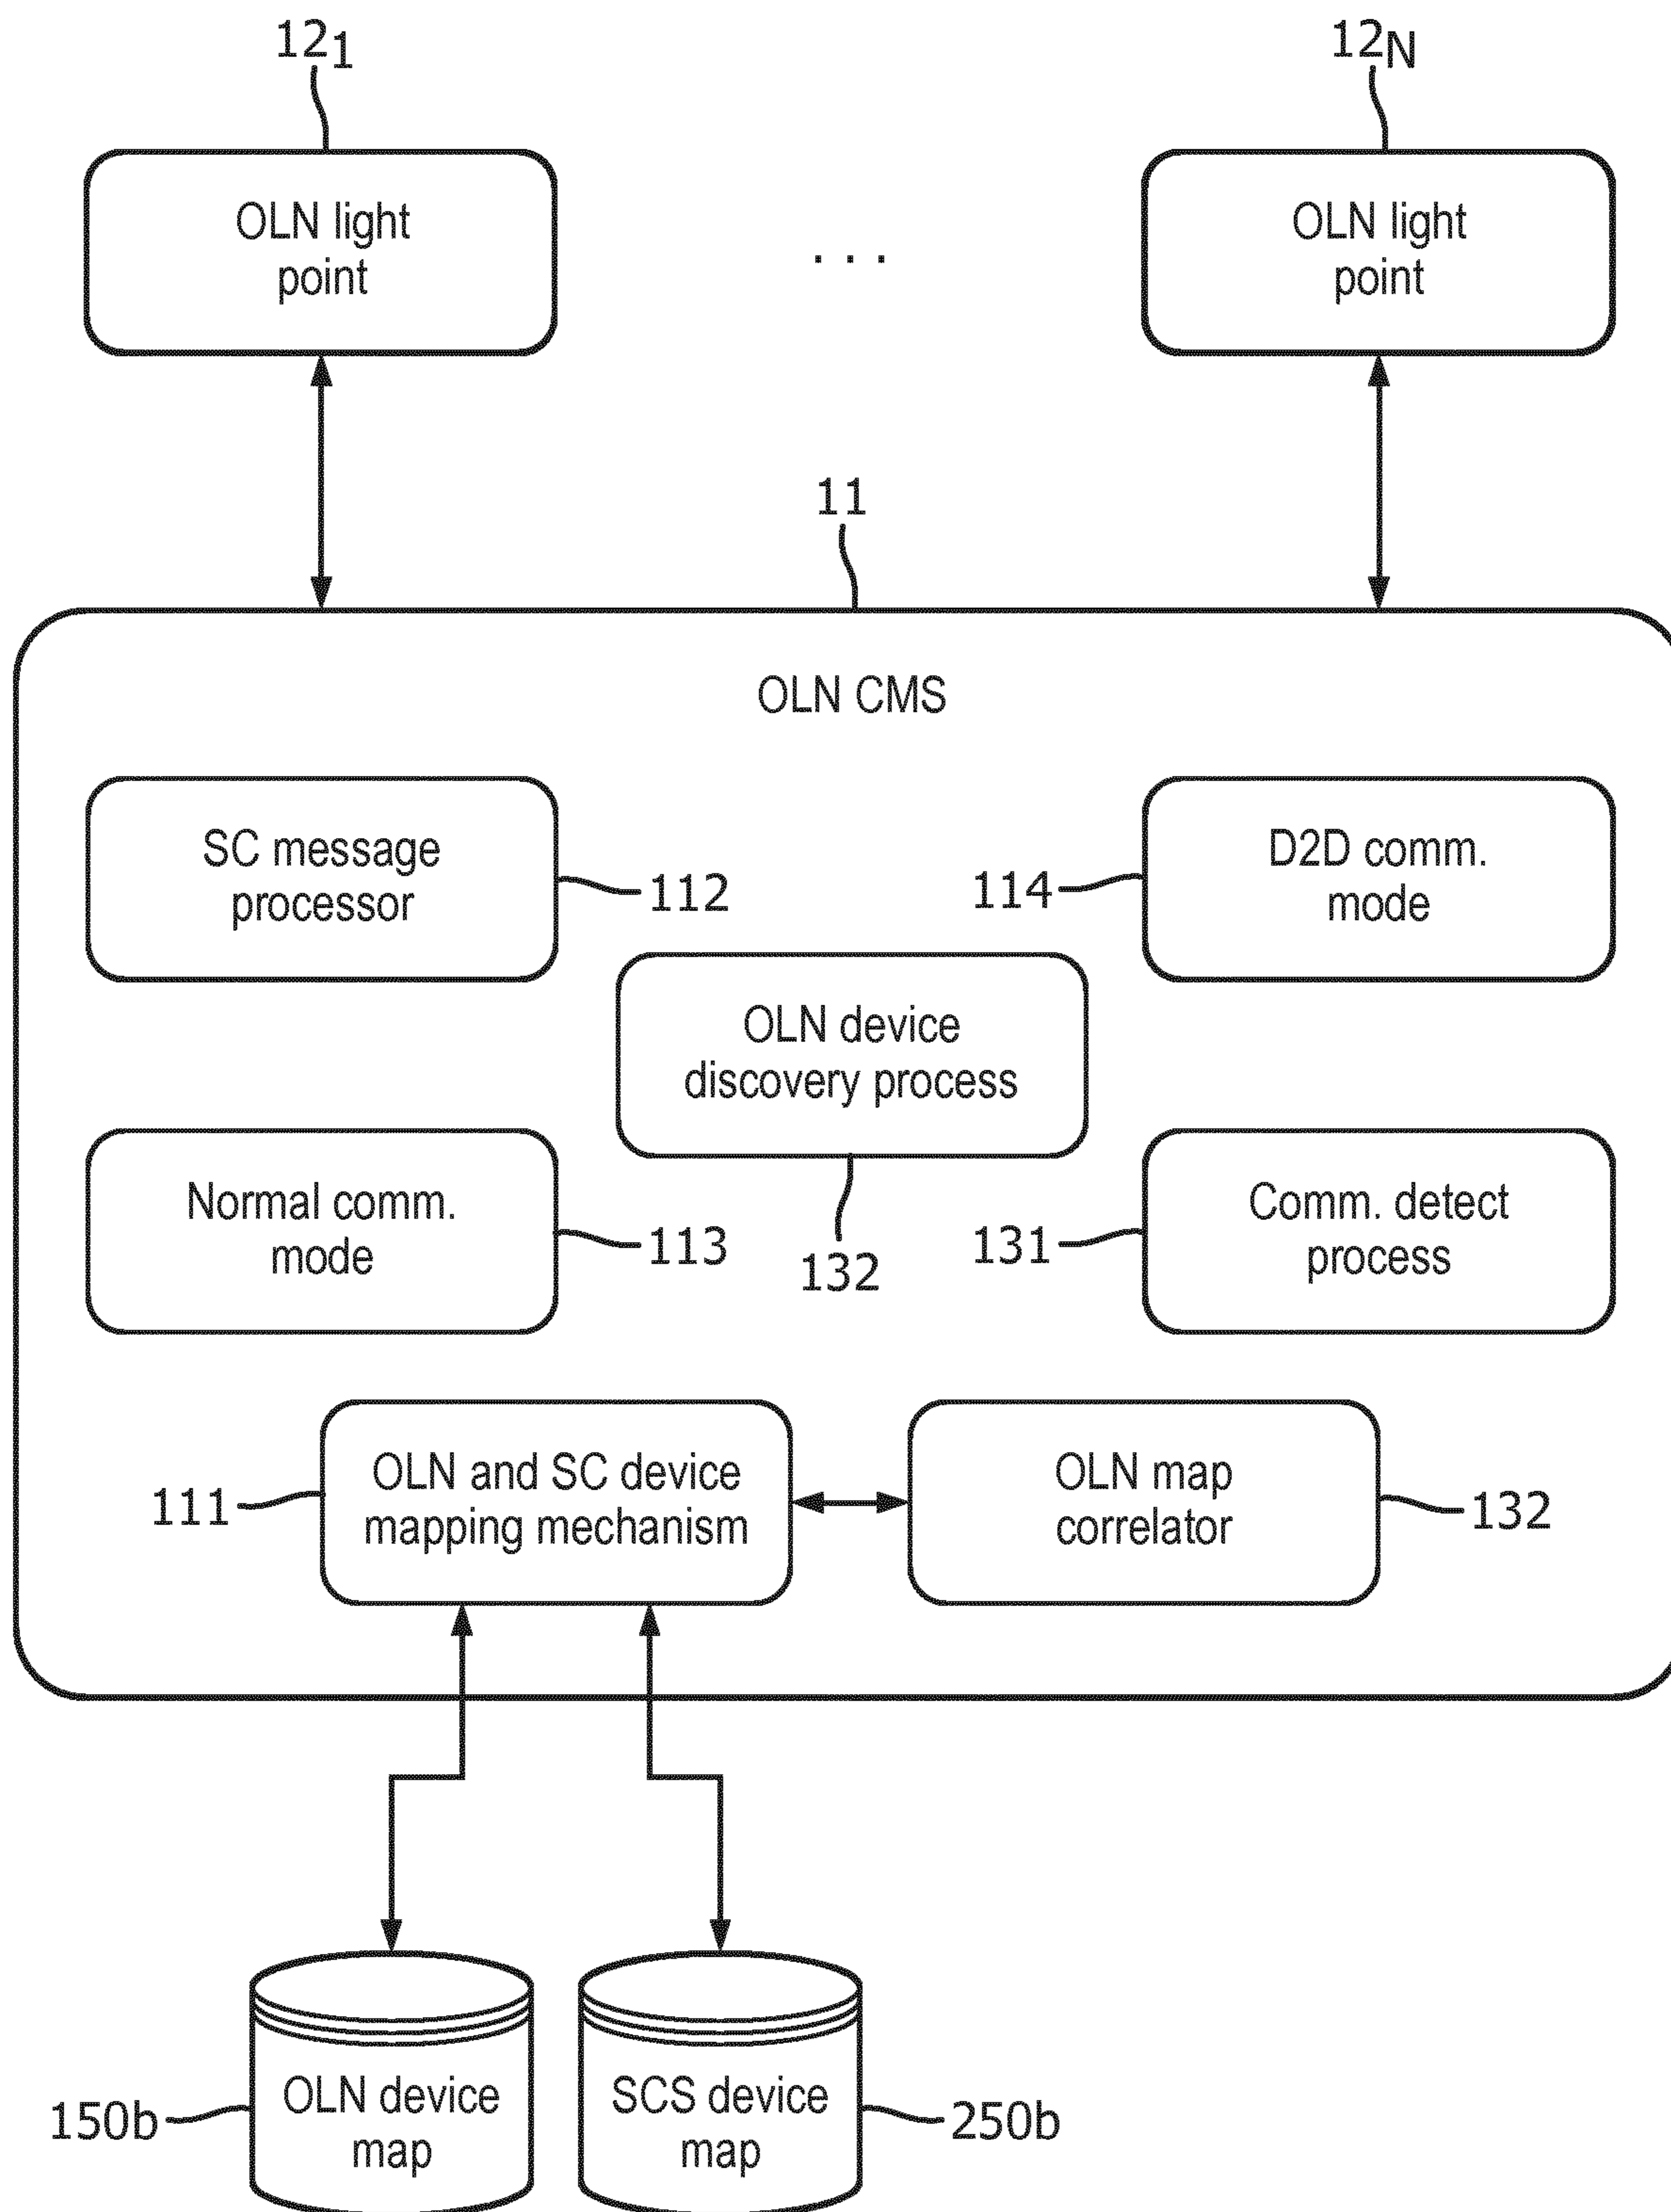 12₁
12ɴ
OLN light
point
. . .
OLN light
point
11
OLN CMS
SC message
processor
112
114
D2D comm.
mode
OLN device
discovery process
132
Normal comm.
mode
113
131
Comm. detect
process
111
OLN and SC device
mapping mechanism
OLN map
correlator
132
150b
OLN device
map
SCS device
map
250b